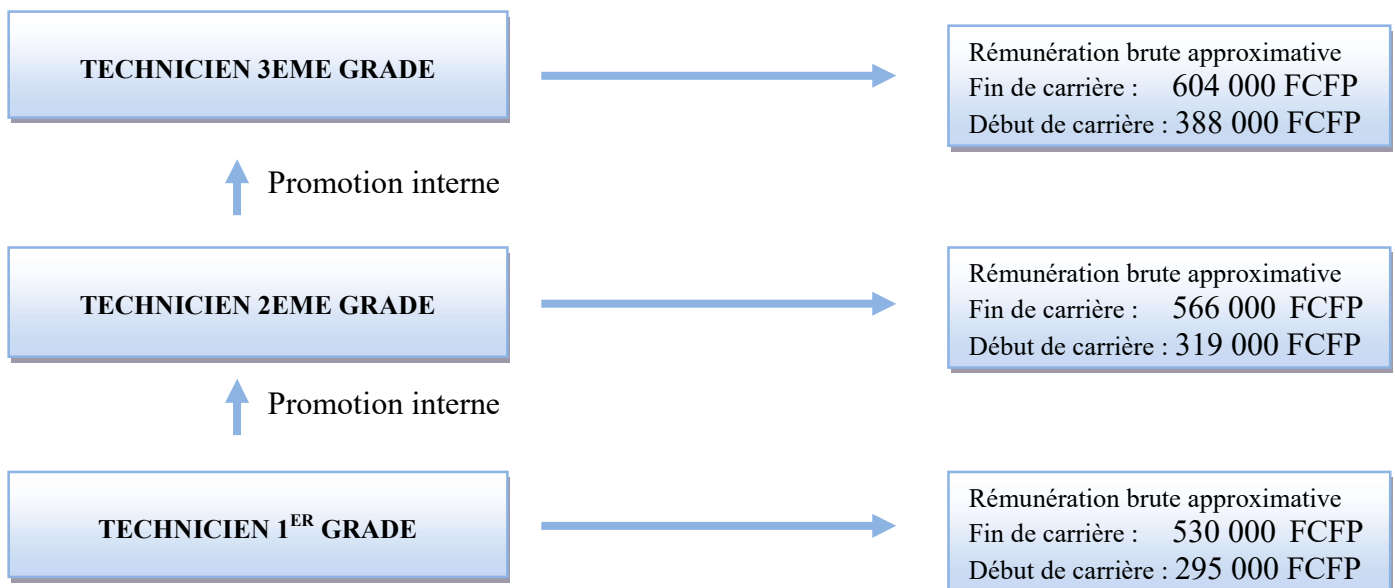 TECHNICIEN 3EME GRADE
Rémunération brute approximative
Fin de carrière : 604 000 FCFP
Début de carrière : 388 000 FCFP
Promotion interne
TECHNICIEN 2EME GRADE
Rémunération brute approximative
Fin de carrière : 566 000 FCFP
Début de carrière : 319 000 FCFP
Promotion interne
TECHNICIEN 1ER GRADE
Rémunération brute approximative
Fin de carrière : 530 000 FCFP
Début de carrière : 295 000 FCFP